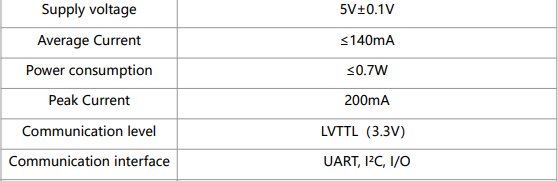 Supply voltage 5V±0.1V
Average Current ≤140mA
Power consumption ≤0.7W
Peak Current 200mA
Communication level LVTTL（3.3V）
Communication interface UART, I²C, I/O